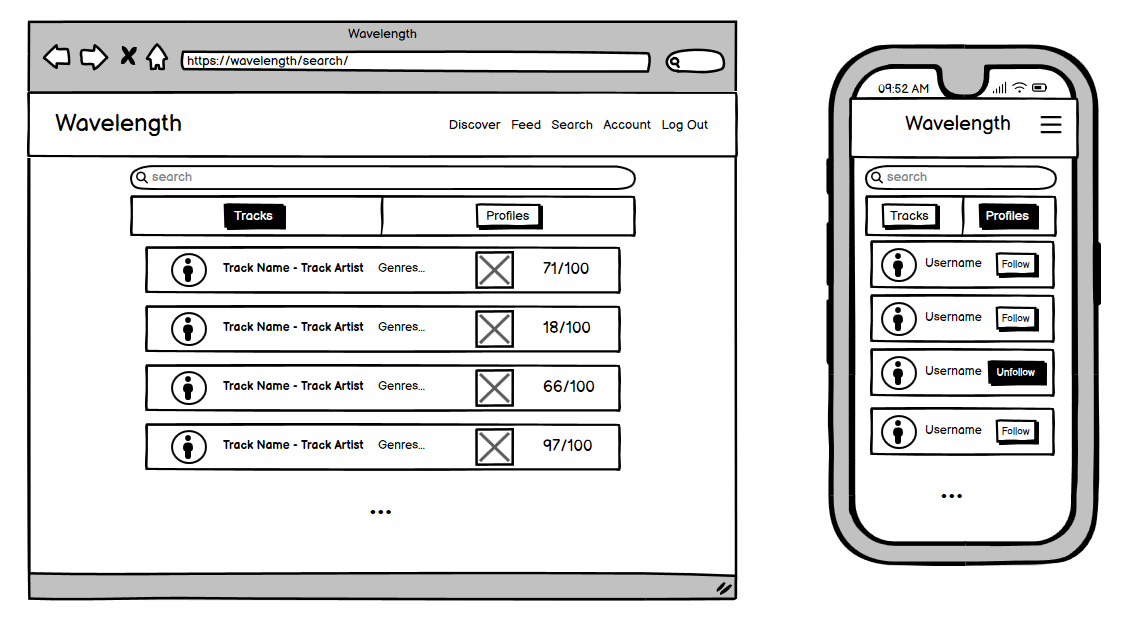 Wavelength
https://wavelength/search/
Wavelength
Discover Feed Search Account Log Out
search
Tracks Profiles
Track Name - Track Artist Genres... 71/100
Track Name - Track Artist Genres... 18/100
Track Name - Track Artist Genres... 66/100
Track Name - Track Artist Genres... 97/100
...
09:52 AM
Wavelength
search
Tracks Profiles
Username Follow
Username Follow
Username Unfollow
Username Follow
...